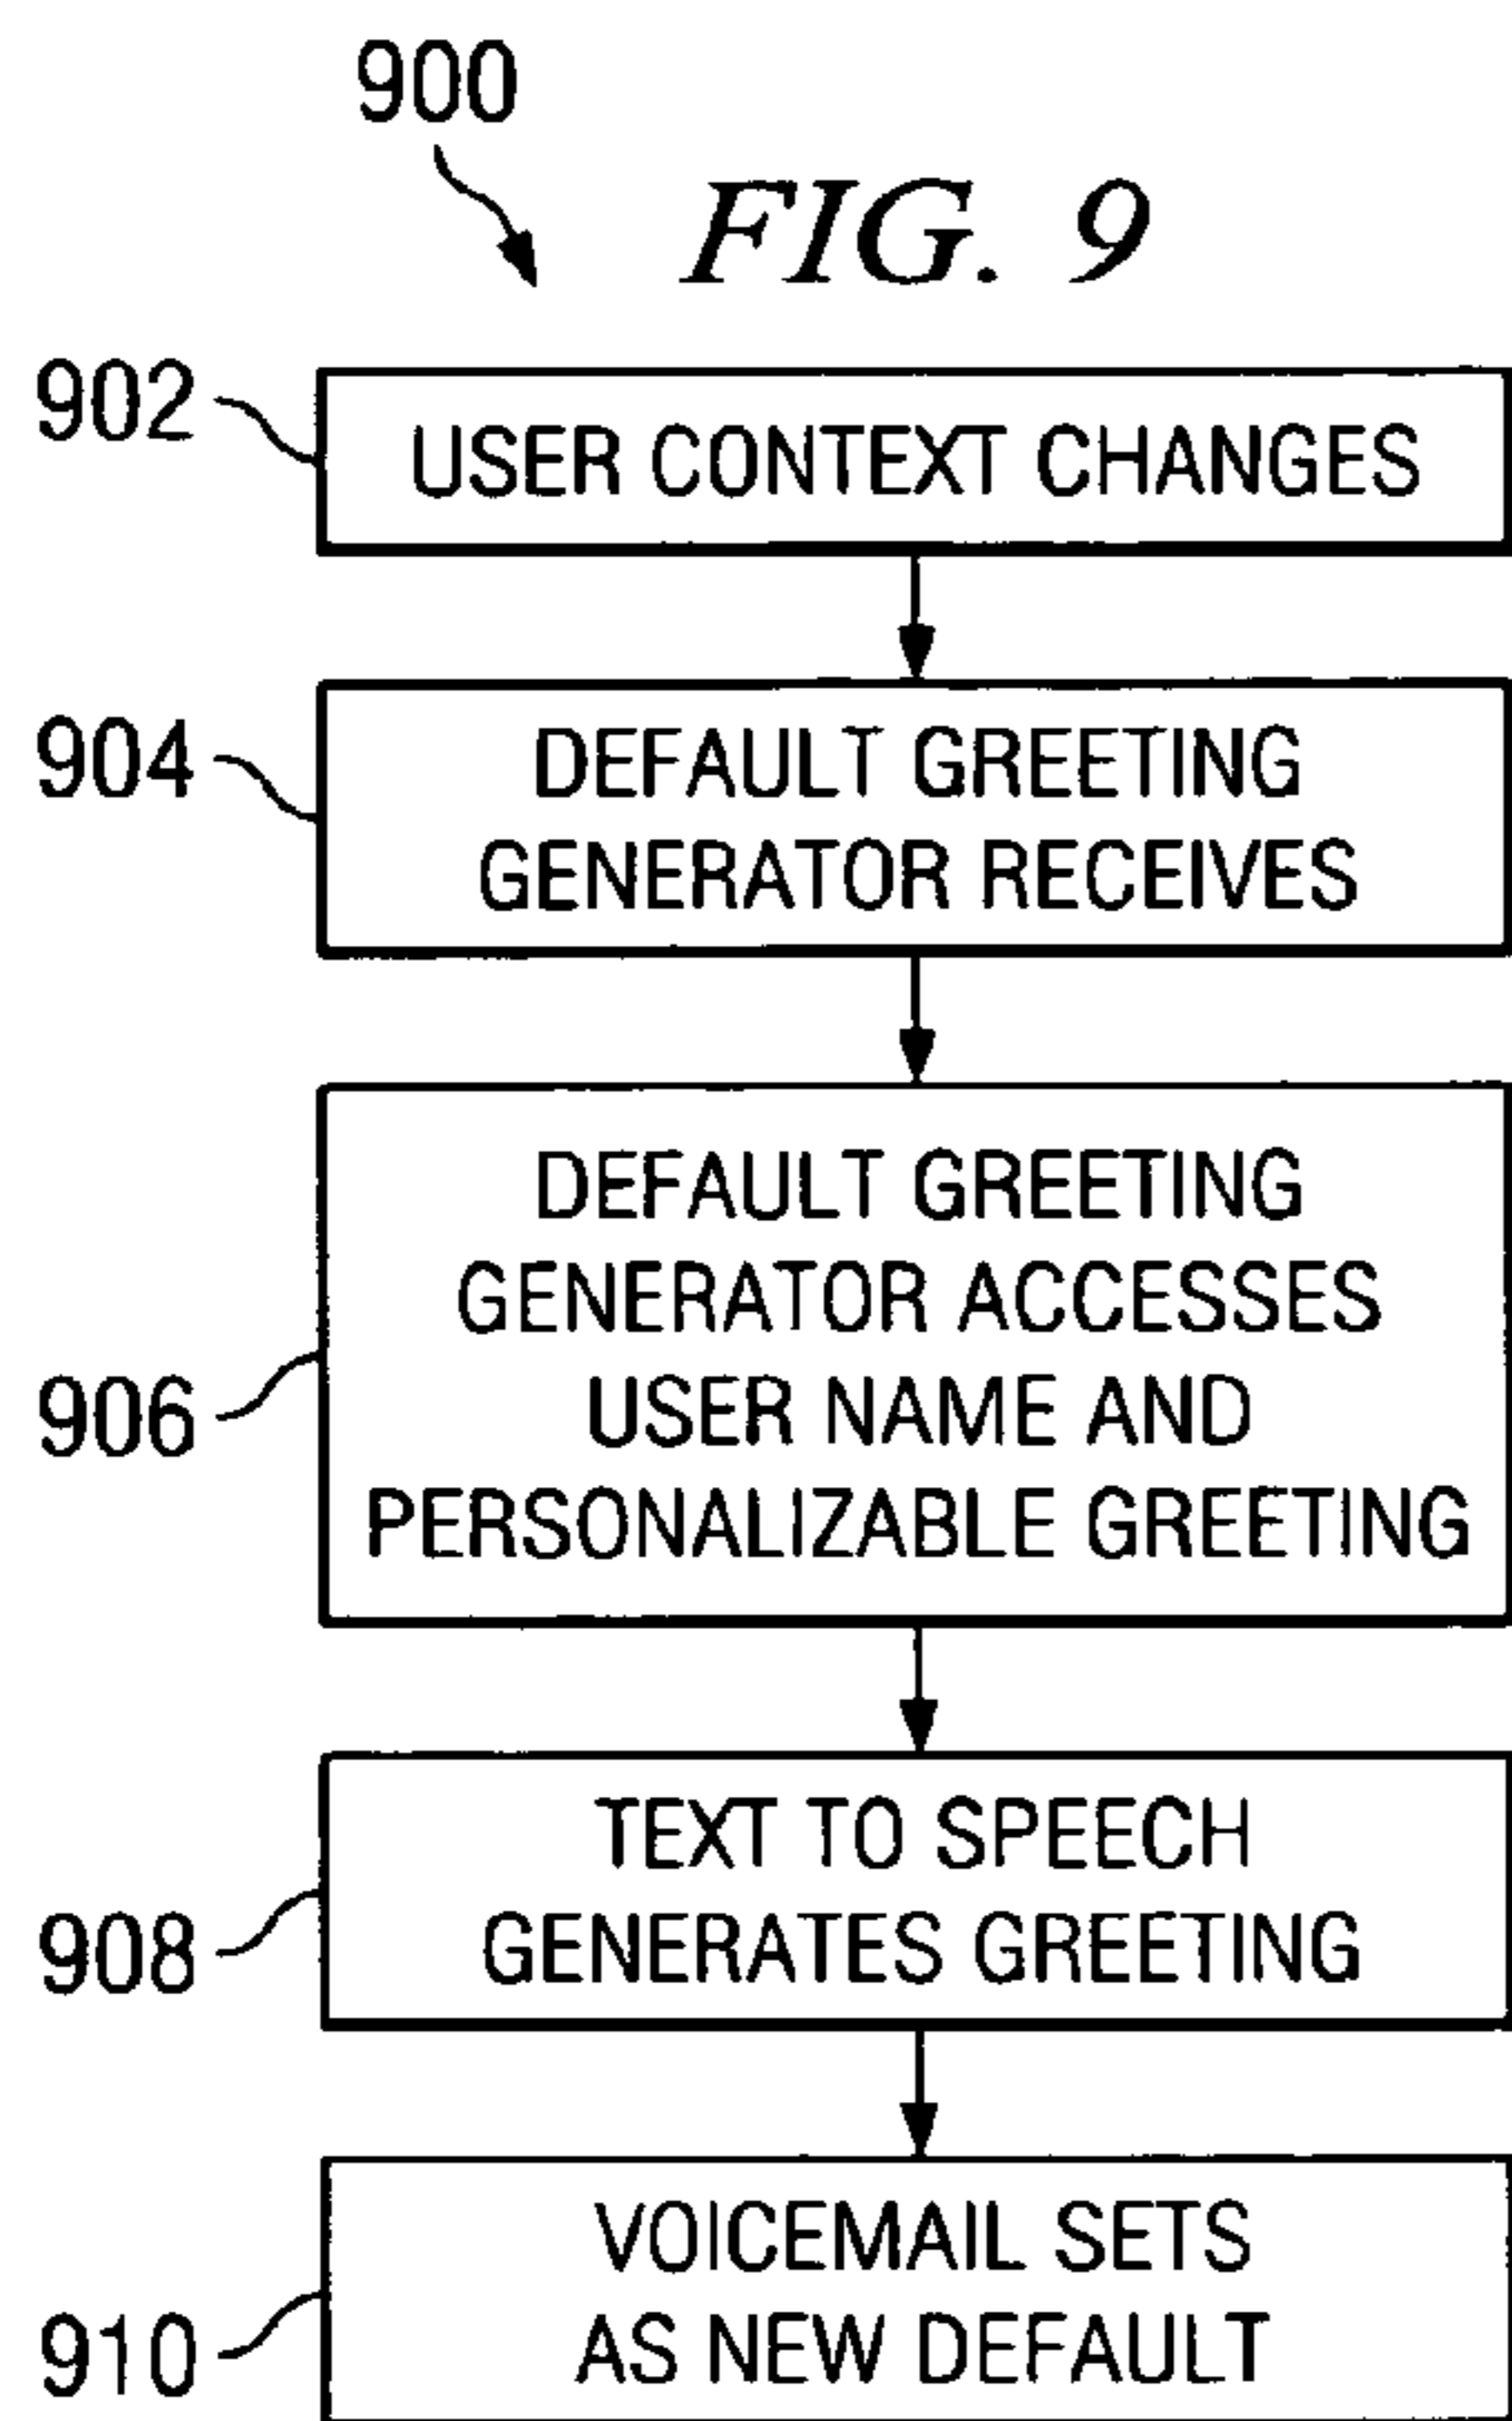 900
FIG. 9
902
USER CONTEXT CHANGES
904
DEFAULT GREETING
GENERATOR RECEIVES
906
DEFAULT GREETING
GENERATOR ACCESSES
USER NAME AND
PERSONALIZABLE GREETING
908
TEXT TO SPEECH
GENERATES GREETING
910
VOICEMAIL SETS
AS NEW DEFAULT